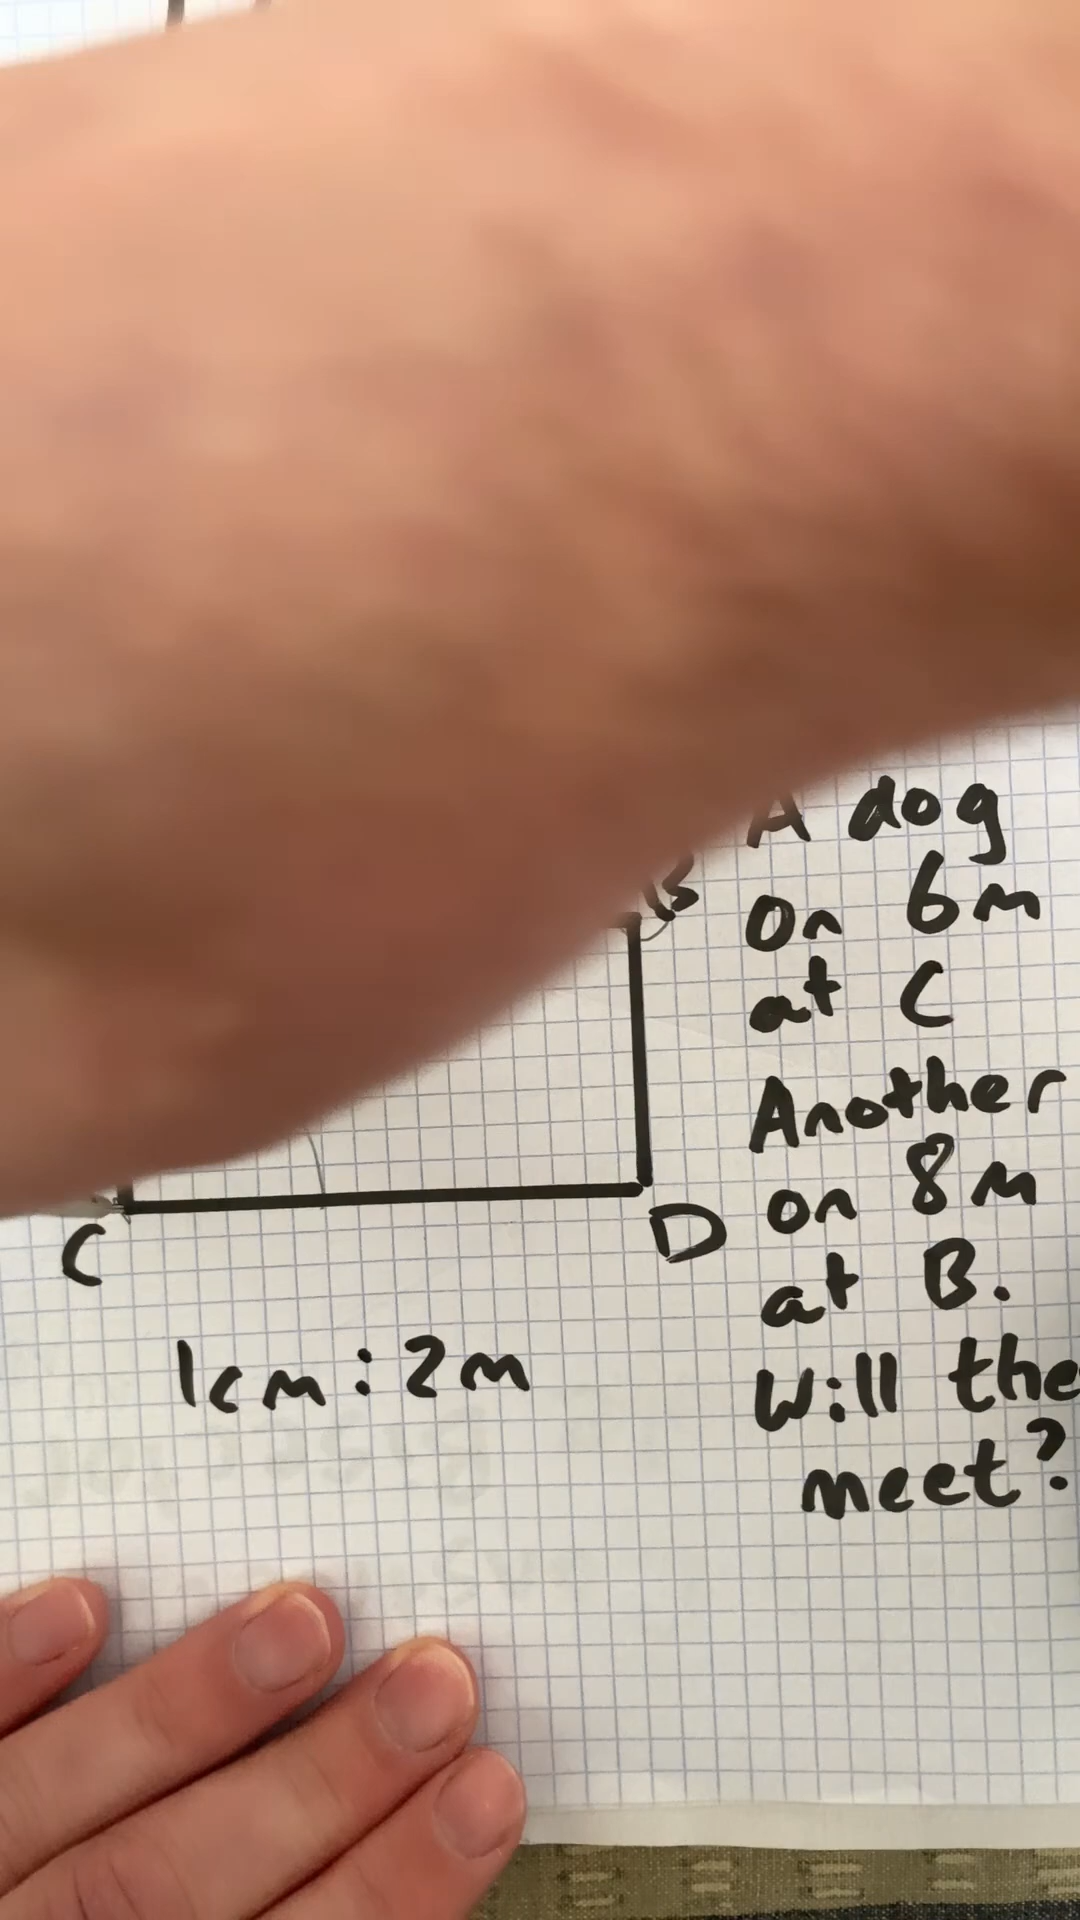 A dog
B
on 6m
at C
Another
on 8m
at B.
Will the
meet?
C
D
1cm:2m